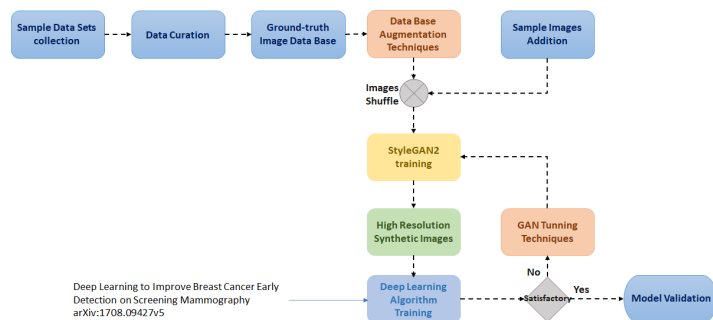 Sample Data Sets
collection
Data Curation
Ground-truth
Image Data Base
Data Base
Augmentation
Techniques
Sample Images
Addition
Images
Shuffle
StyleGAN2
training
High Resolution
Synthetic Images
GAN Tunning
Techniques
No
Deep Learning to Improve Breast Cancer Early
Detection on Screening Mammography
arXiv:1708.09427v5
Deep Learning
Algorithm
Training
Satisfactory
Yes
Model Validation